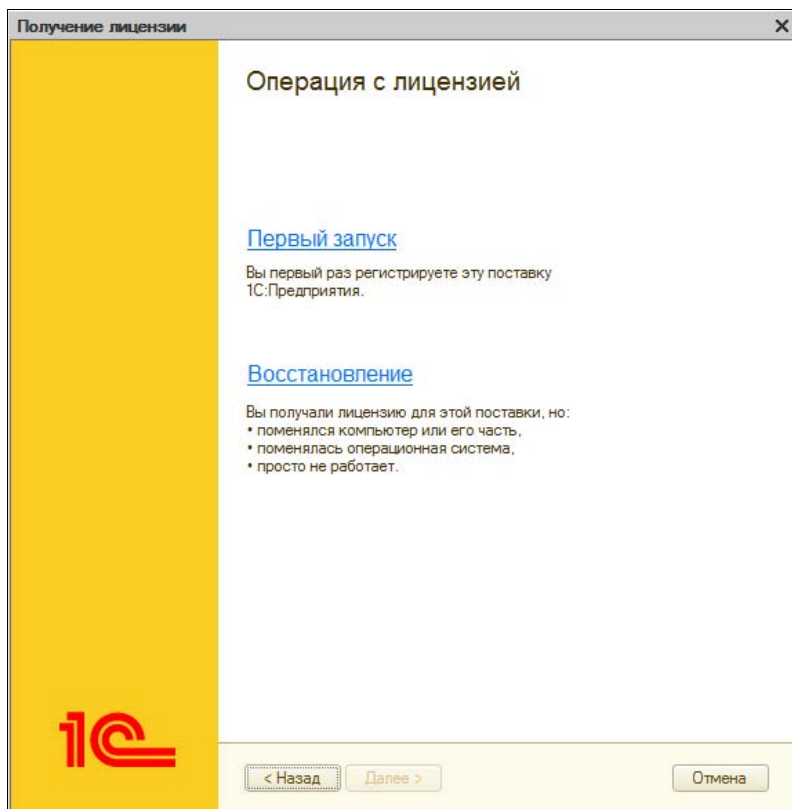 Получение лицензии
Операция с лицензией
Первый запуск
Вы первый раз регистрируете эту поставку
1С:Предприятия.
Восстановление
Вы получали лицензию для этой поставки, но:
• поменялся компьютер или его часть,
• поменялась операционная система,
• просто не работает.
1С
< Назад
Далее >
Отмена